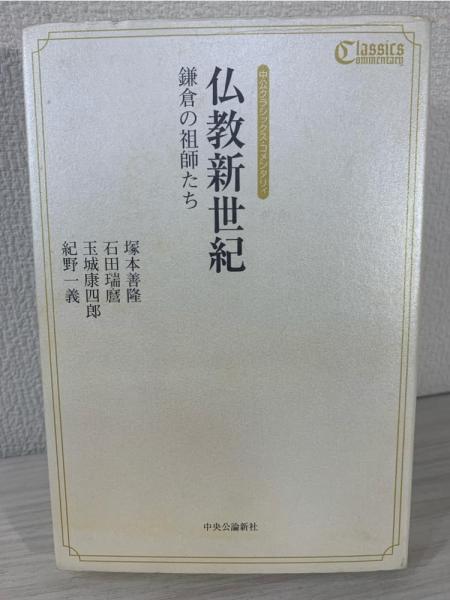 Classics
Commentary
中公クラシックス・コメンタリィ
仏教新世紀
鎌倉の祖師たち
塚本善隆
石田瑞麿
玉城康四郎
紀野一義
中央公論新社